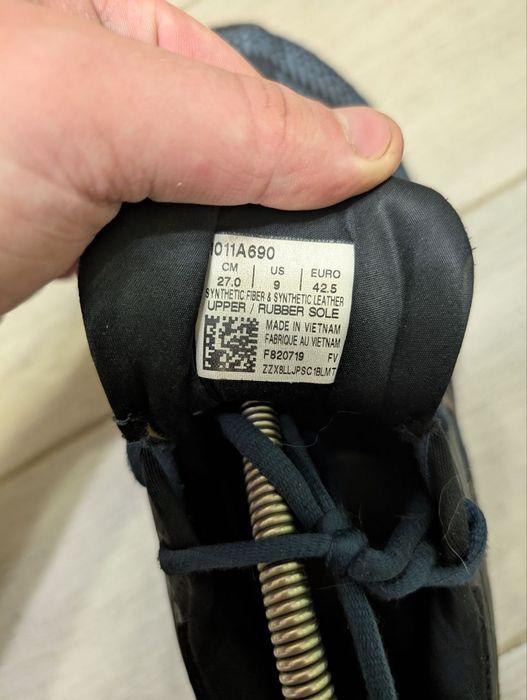 1011A690
CM US EURO
27.0 9 42.5
SYNTHETIC FIBER & SYNTHETIC LEATHER
UPPER / RUBBER SOLE
MADE IN VIETNAM
FABRIQUE AU VIETNAM
F820719 FV
ZZX8LLJPSC1BLMT